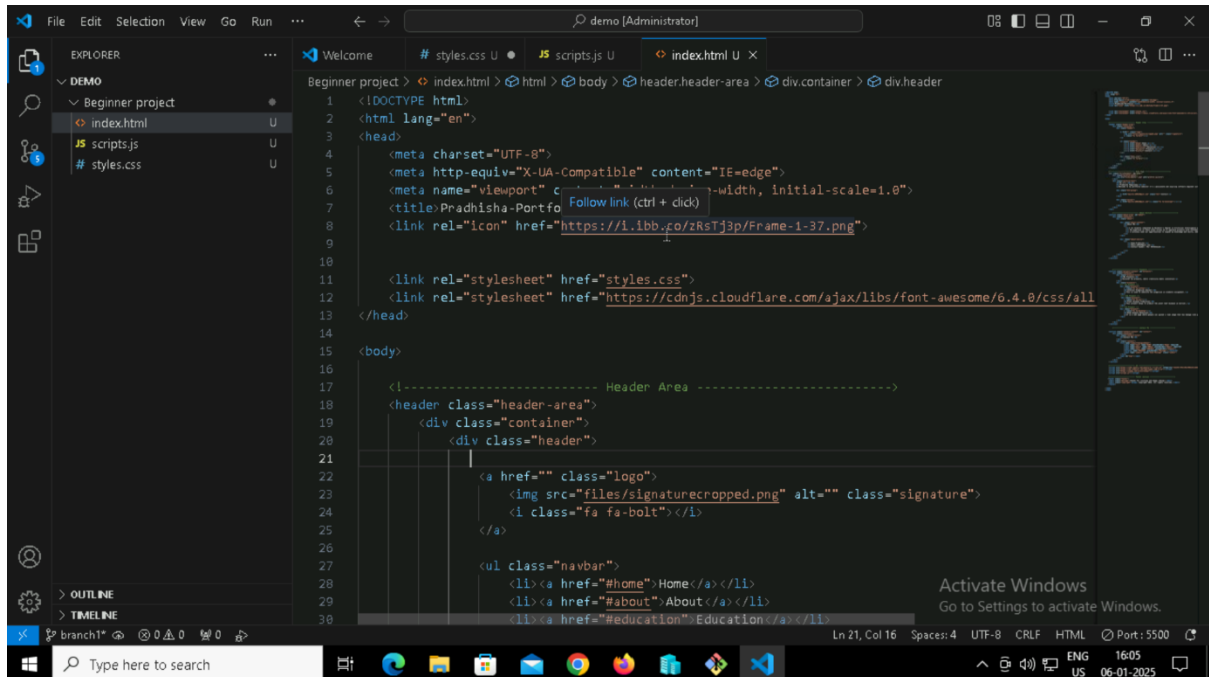 File Edit Selection View Go Run ··· demo [Administrator]
EXPLORER ···
DEMO
Beginner project
index.html U
scripts.js U
styles.css U
OUTLINE
TIMELINE
Welcome # styles.css U JS scripts.js U index.html U
Beginner project > index.html > html > body > header.header-area > div.container > div.header
1 <!DOCTYPE html>
2 <html lang="en">
3 <head>
4 <meta charset="UTF-8">
5 <meta http-equiv="X-UA-Compatible" content="IE=edge">
6 <meta name="viewport" -width, initial-scale=1.0">
Follow link (ctrl + click)
7 <title>Pradhisha-Portfo
8 <link rel="icon" href="https://i.ibb.co/zRsTj3p/Frame-1-37.png">
9
10
11 <link rel="stylesheet" href="styles.css">
12 <link rel="stylesheet" href="https://cdnjs.cloudflare.com/ajax/libs/font-awesome/6.4.0/css/all
13 </head>
14
15 <body>
16
17 <!-------------------------- Header Area -------------------------->
18 <header class="header-area">
19 <div class="container">
20 <div class="header">
21
22 <a href="" class="logo">
23 <img src="files/signaturecropped.png" alt="" class="signature">
24 <i class="fa fa-bolt"></i>
25 </a>
26
27 <ul class="navbar">
28 <li><a href="#home">Home</a></li>
29 <li><a href="#about">About</a></li>
30 <li><a href="#education">Education</a></li>
Activate Windows
Go to Settings to activate Windows.
branch1* 0 0 0 Ln 21, Col 16 Spaces: 4 UTF-8 CRLF HTML Port : 5500
Type here to search ENG US 16:05 06-01-2025